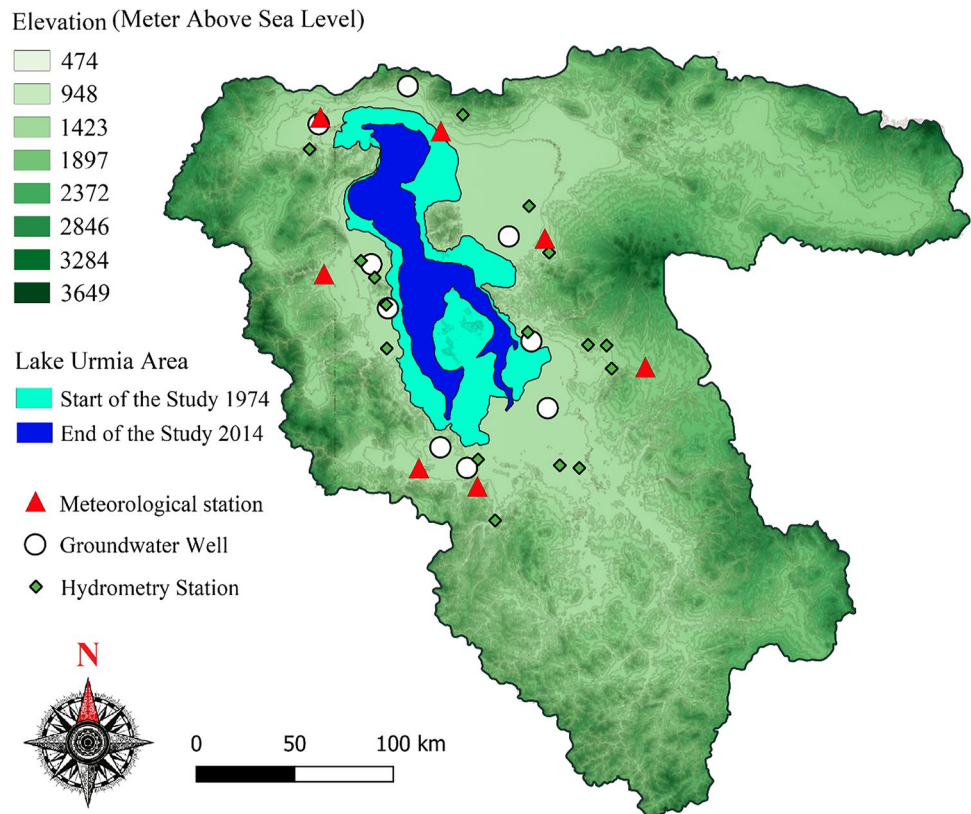 Elevation (Meter Above Sea Level)
474
948
1423
1897
2372
2846
3284
3649
Lake Urmia Area
Start of the Study 1974
End of the Study 2014
Meteorological station
Groundwater Well
Hydrometry Station
N
0 50 100 km